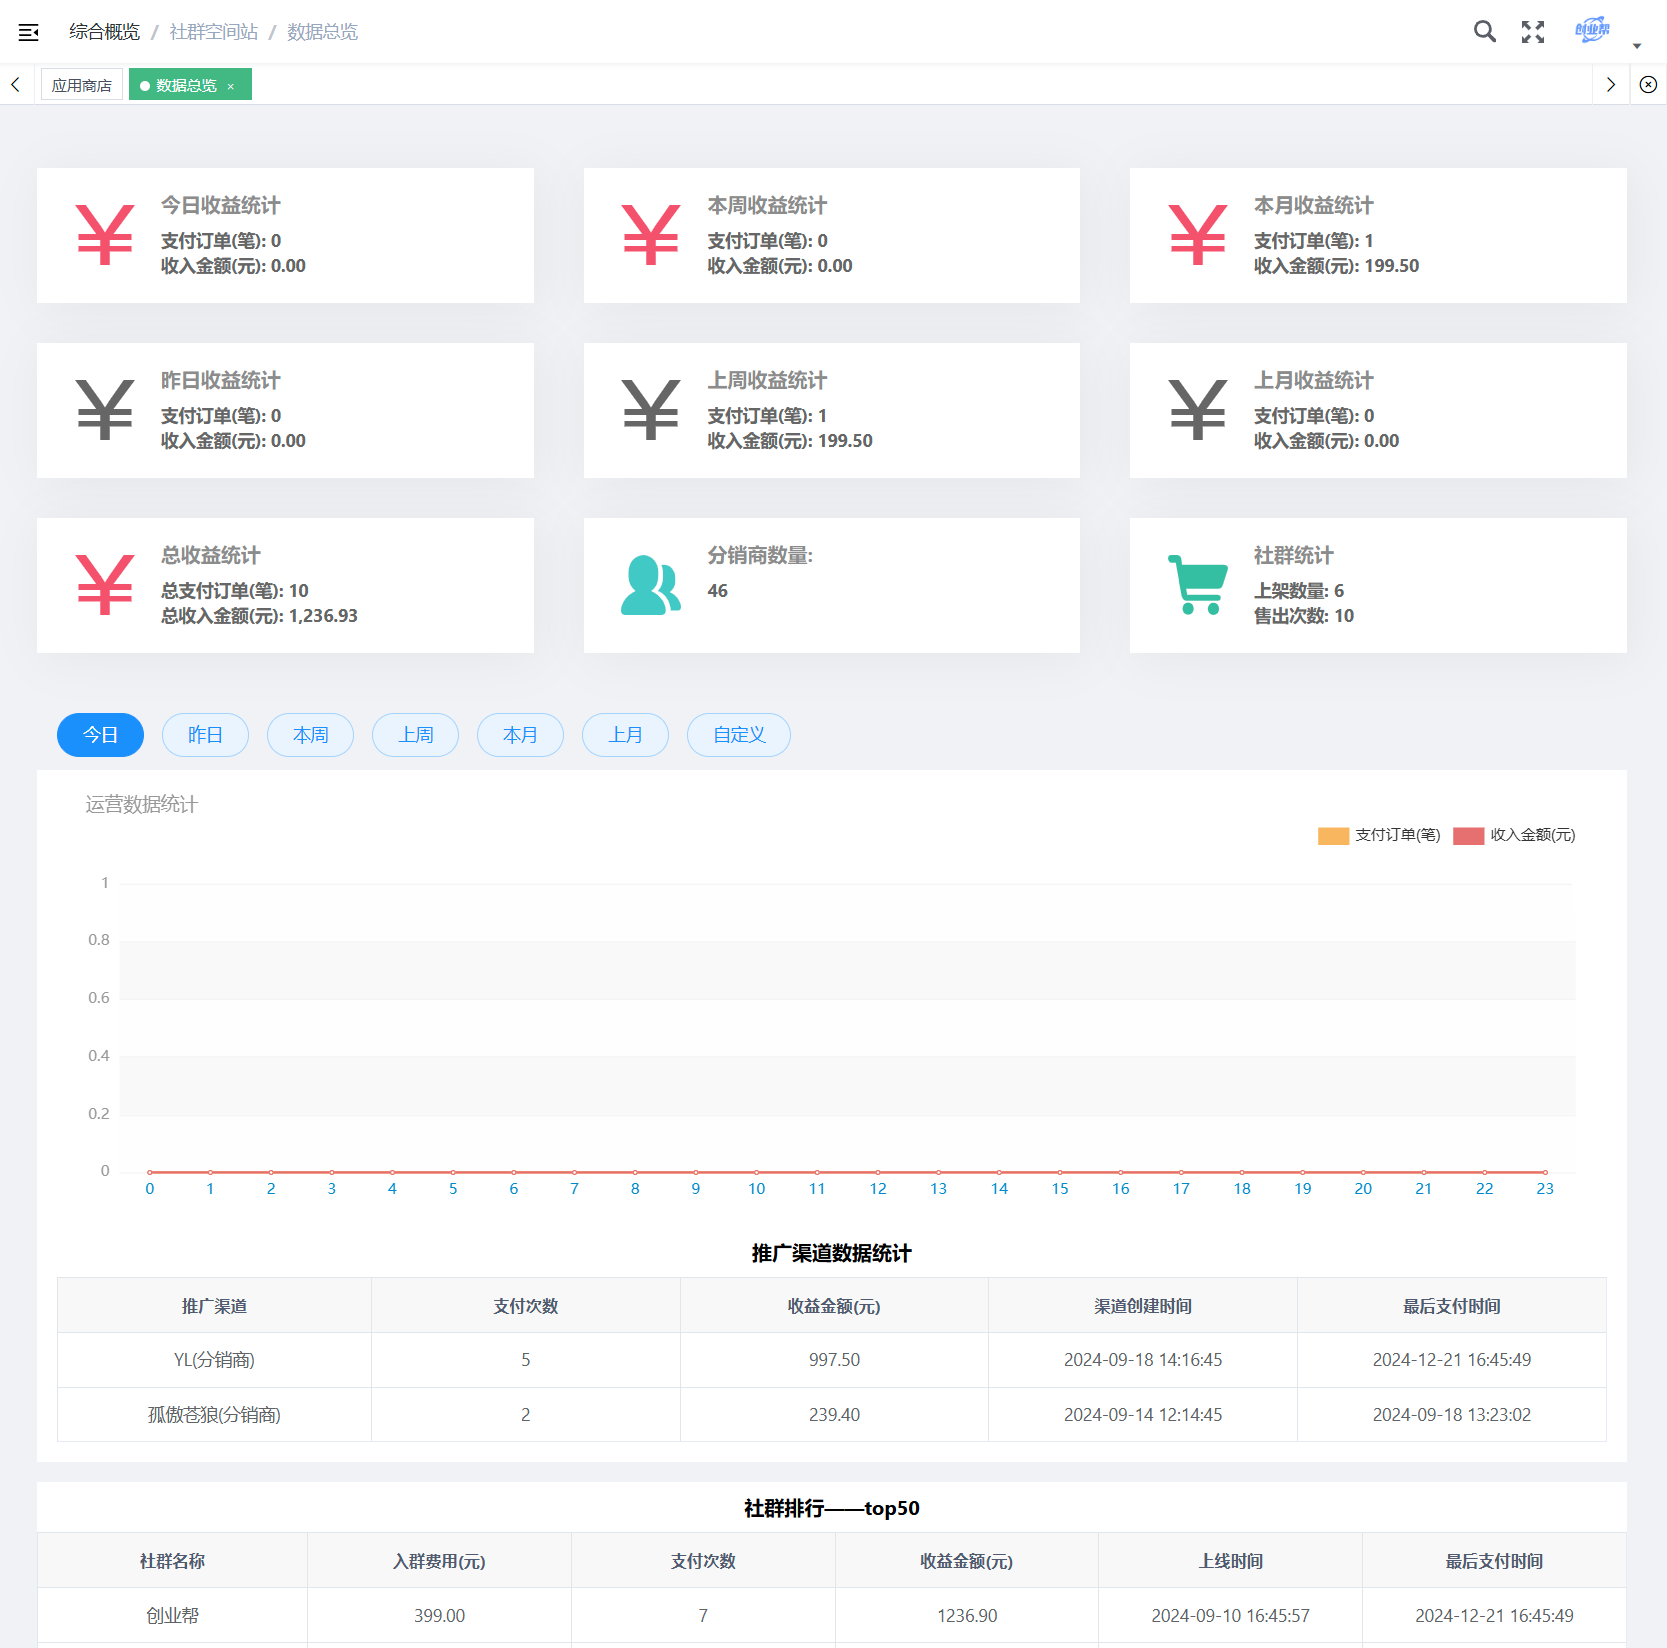 综合概览 / 社群空间站 / 数据总览
创业帮
应用商店
数据总览 ×
今日收益统计
支付订单(笔): 0
收入金额(元): 0.00
本周收益统计
支付订单(笔): 0
收入金额(元): 0.00
本月收益统计
支付订单(笔): 1
收入金额(元): 199.50
昨日收益统计
支付订单(笔): 0
收入金额(元): 0.00
上周收益统计
支付订单(笔): 1
收入金额(元): 199.50
上月收益统计
支付订单(笔): 0
收入金额(元): 0.00
总收益统计
总支付订单(笔): 10
总收入金额(元): 1,236.93
分销商数量:
46
社群统计
上架数量: 6
售出次数: 10
今日 昨日 本周 上周 本月 上月 自定义
运营数据统计
支付订单(笔) 收入金额(元)
1
0.8
0.6
0.4
0.2
0
0 1 2 3 4 5 6 7 8 9 10 11 12 13 14 15 16 17 18 19 20 21 22 23
推广渠道数据统计
推广渠道 支付次数 收益金额(元) 渠道创建时间 最后支付时间
YL(分销商) 5 997.50 2024-09-18 14:16:45 2024-12-21 16:45:49
孤傲苍狼(分销商) 2 239.40 2024-09-14 12:14:45 2024-09-18 13:23:02
社群排行——top50
社群名称 入群费用(元) 支付次数 收益金额(元) 上线时间 最后支付时间
创业帮 399.00 7 1236.90 2024-09-10 16:45:57 2024-12-21 16:45:49